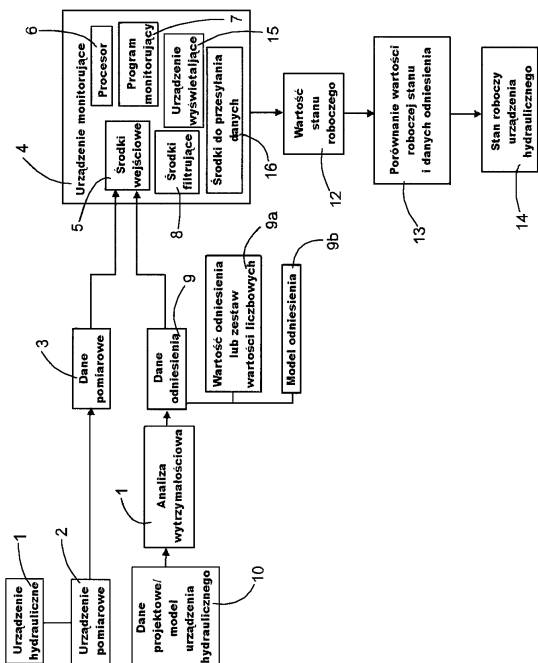 Urządzenie
hydrauliczne
1
Urządzenie
pomiarowe
2
Dane
pomiarowe
3
Dane
projektowe/
model
urządzenia
hydraulicznego
10
Analiza
wytrzymałościowa
1
Dane
odniesienią
9
Wartość odniesienia
lub zestaw
wartości liczbowych
9a
Model odniesienia
9b
Urządzenie monitorujące
4
Środki
wejściowe
5
Procesor
6
Program
monitorujący
7
Środki
filtrujące
8
Urządzenie
wyświetaljące
15
Środki do przesyłania
danych
16
Wartość
stanu
roboczego
12
Porównanie wartości
roboczej stanu
i danych odniesienia
13
Stan roboczy
urządzenia
hydraulicznego
14